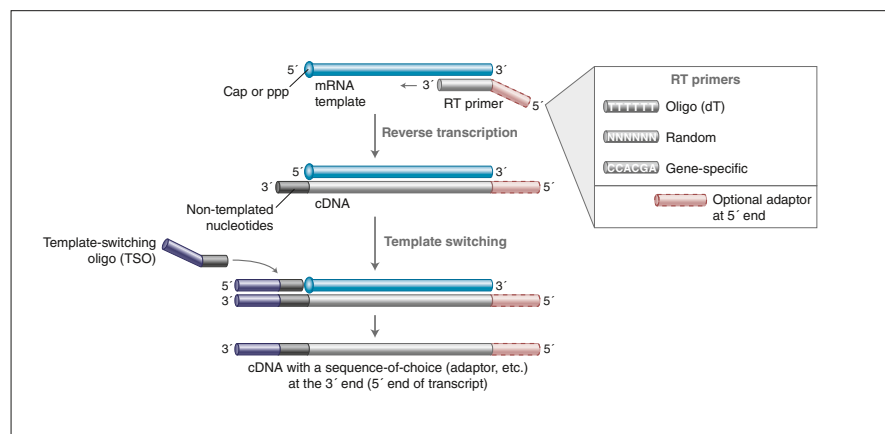 5´
3´
Cap or ppp
mRNA
template
3´
RT primer
5´
RT primers
TTTTTT
Oligo (dT)
NNNNNN
Random
CCACGA
Gene-specific
Optional adaptor
at 5´ end
Reverse transcription
5´
3´
3´
5´
cDNA
Non-templated
nucleotides
Template switching
Template-switching
oligo (TSO)
5´
3´
3´
5´
3´
5´
cDNA with a sequence-of-choice (adaptor, etc.)
at the 3´ end (5´ end of transcript)